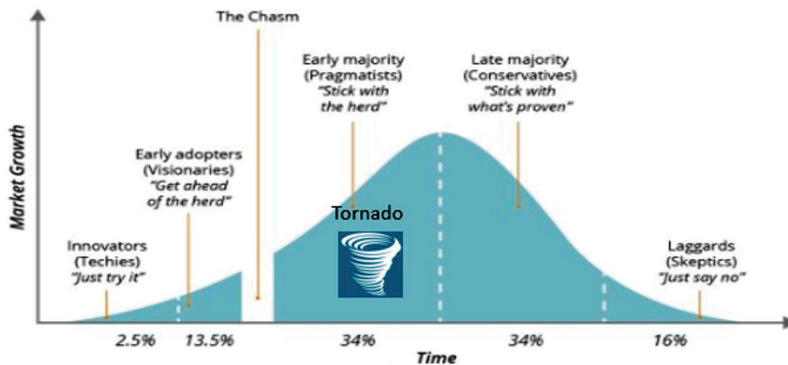 The Chasm
Early majority
(Pragmatists)
"Stick with
the herd"
Late majority
(Conservatives)
"Stick with
what's proven"
Early adopters
(Visionaries)
"Get ahead
of the herd"
Innovators
(Techies)
"Just try it"
Tornado
Laggards
(Skeptics)
"Just say no"
Market Growth
2.5% 13.5% 34% 34% 16%
Time